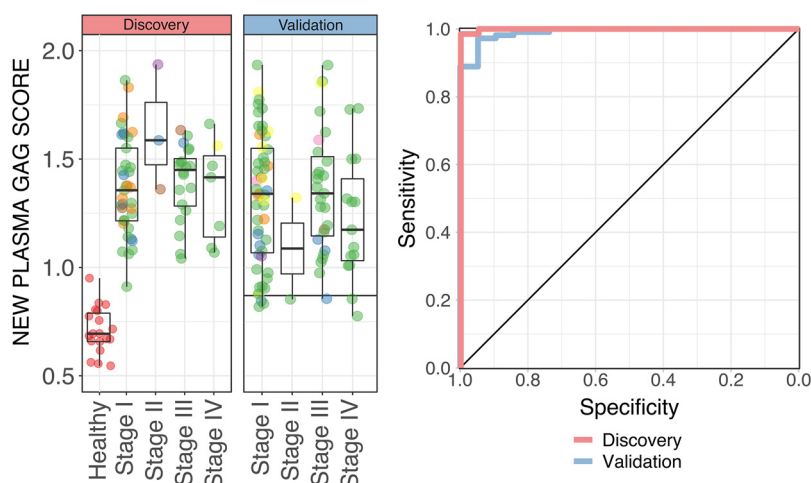 Discovery
Validation
NEW PLASMA GAG SCORE
2.0
1.5
1.0
0.5
Healthy
Stage I
Stage II
Stage III
Stage IV
Stage I
Stage II
Stage III
Stage IV
Sensitivity
1.0
0.8
0.6
0.4
0.2
0.0
1.0
0.8
0.6
0.4
0.2
0.0
Specificity
Discovery
Validation